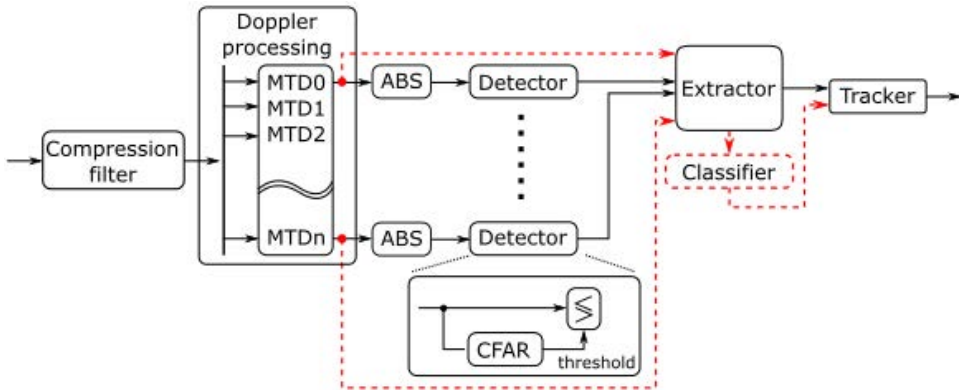 Doppler
processing
MTD0
MTD1
MTD2
MTDn
Compression
filter
ABS
Detector
ABS
Detector
Extractor
Classifier
Tracker
≶
CFAR
threshold